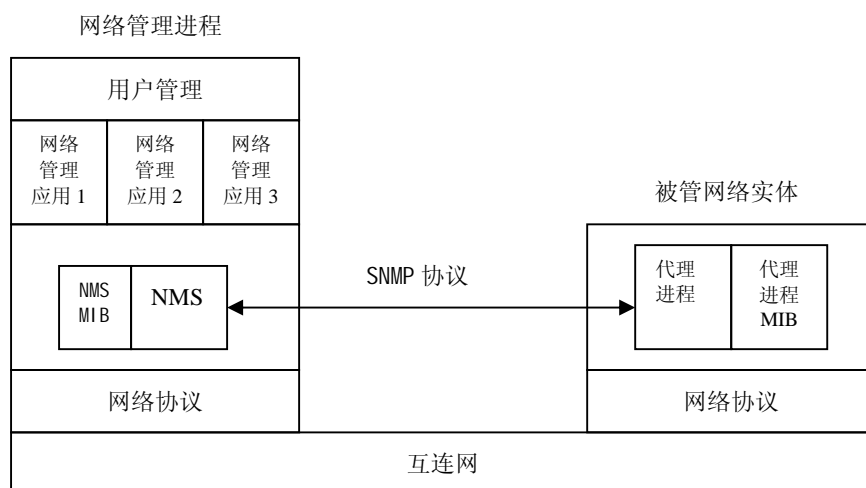 网络管理进程
用户管理
网络
管理
应用 1
网络
管理
应用 2
网络
管理
应用 3
被管网络实体
NMS
MIB
NMS
SNMP 协议
代理
进程
代理
进程
MIB
网络协议
网络协议
互连网